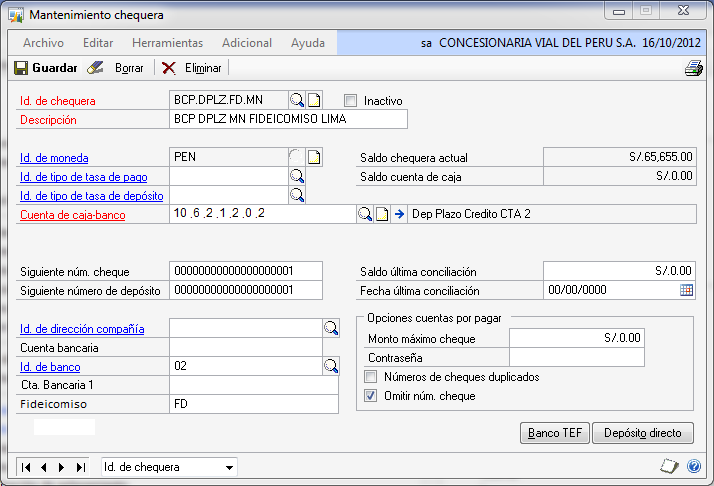 Mantenimiento chequera
Archivo Editar Herramientas Adicional Ayuda sa CONCESIONARIA VIAL DEL PERU S.A. 16/10/2012
Guardar Borrar Eliminar
Id. de chequera BCP.DPLZ.FD.MN Inactivo
Descripción BCP DPLZ MN FIDEICOMISO LIMA
Id. de moneda PEN Saldo chequera actual S/.65,655.00
Id. de tipo de tasa de pago Saldo cuenta de caja S/.0.00
Id. de tipo de tasa de depósito
Cuenta de caja-banco 10 .6 .2 .1 .2 .0 .2 Dep Plazo Credito CTA 2
Siguiente núm. cheque 00000000000000000001 Saldo última conciliación S/.0.00
Siguiente número de depósito 00000000000000000001 Fecha última conciliación 00/00/0000
Opciones cuentas por pagar
Id. de dirección compañía Monto máximo cheque S/.0.00
Cuenta bancaria Contraseña
Id. de banco 02 Números de cheques duplicados
Cta. Bancaria 1 Omitir núm. cheque
Fideicomiso FD
Banco TEF Depósito directo
Id. de chequera